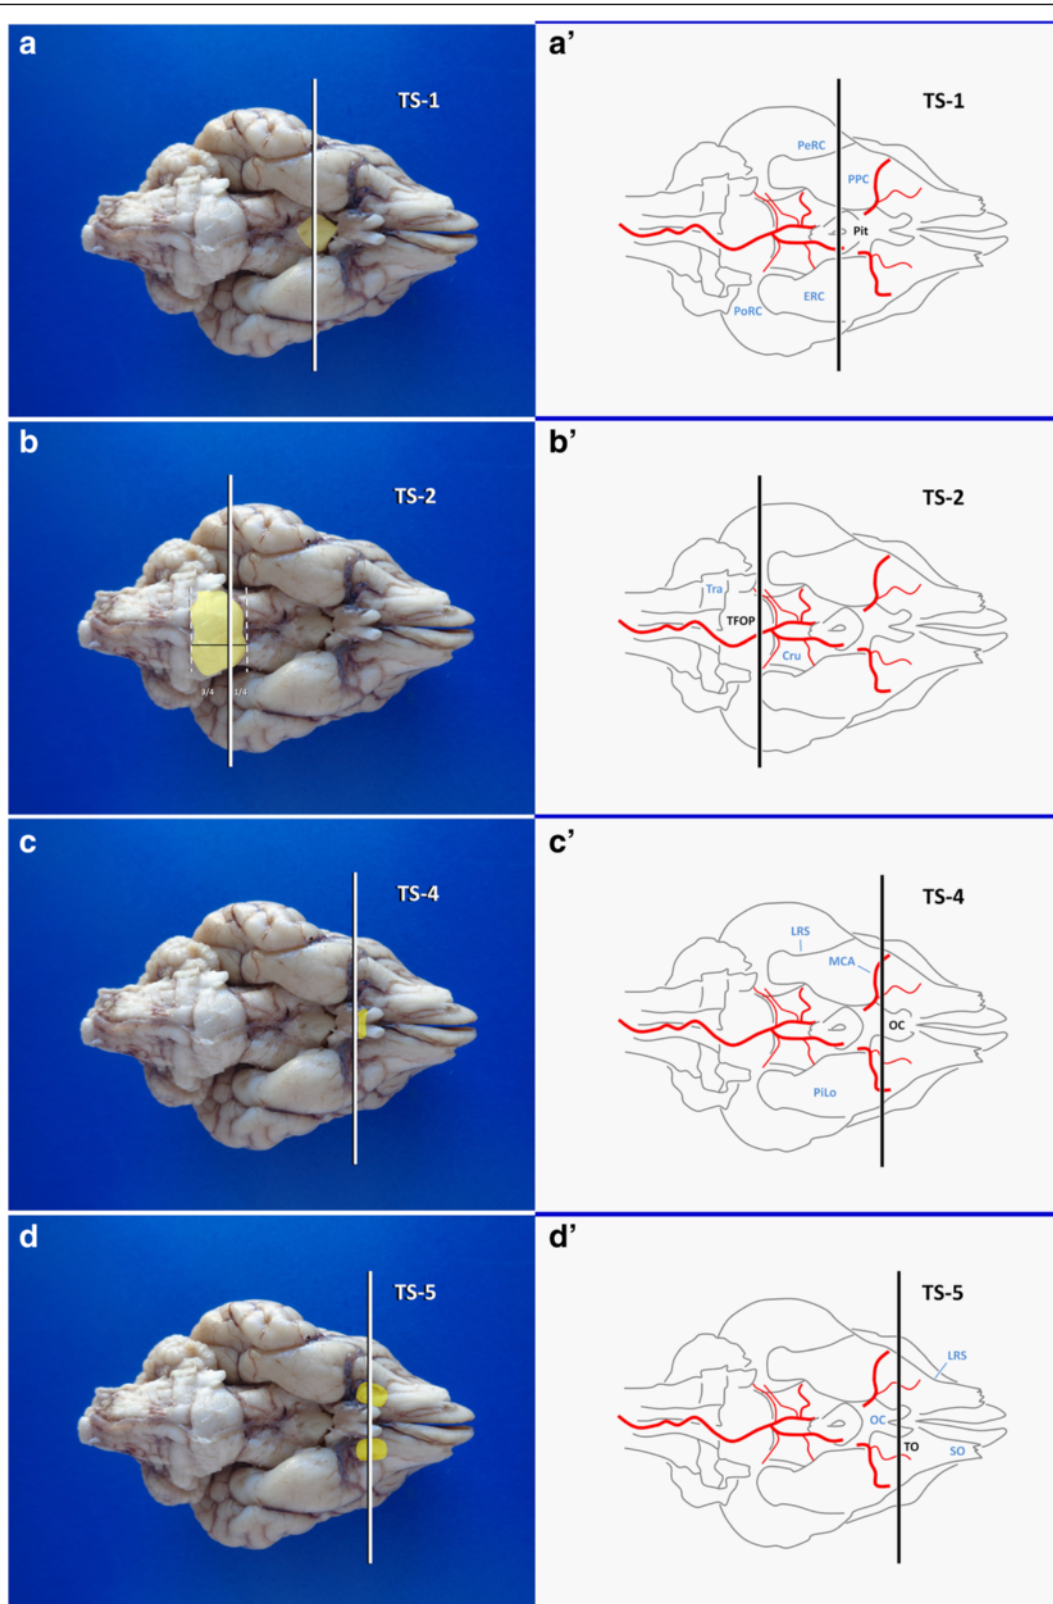 a
TS-1
a’
TS-1
PeRC
PPC
Pit
ERC
PoRC
b
TS-2
3/4
1/4
b’
TS-2
Tra
TFOP
Cru
c
TS-4
c’
TS-4
LRS
MCA
OC
PiLo
d
TS-5
d’
TS-5
LRS
OC
TO
SO